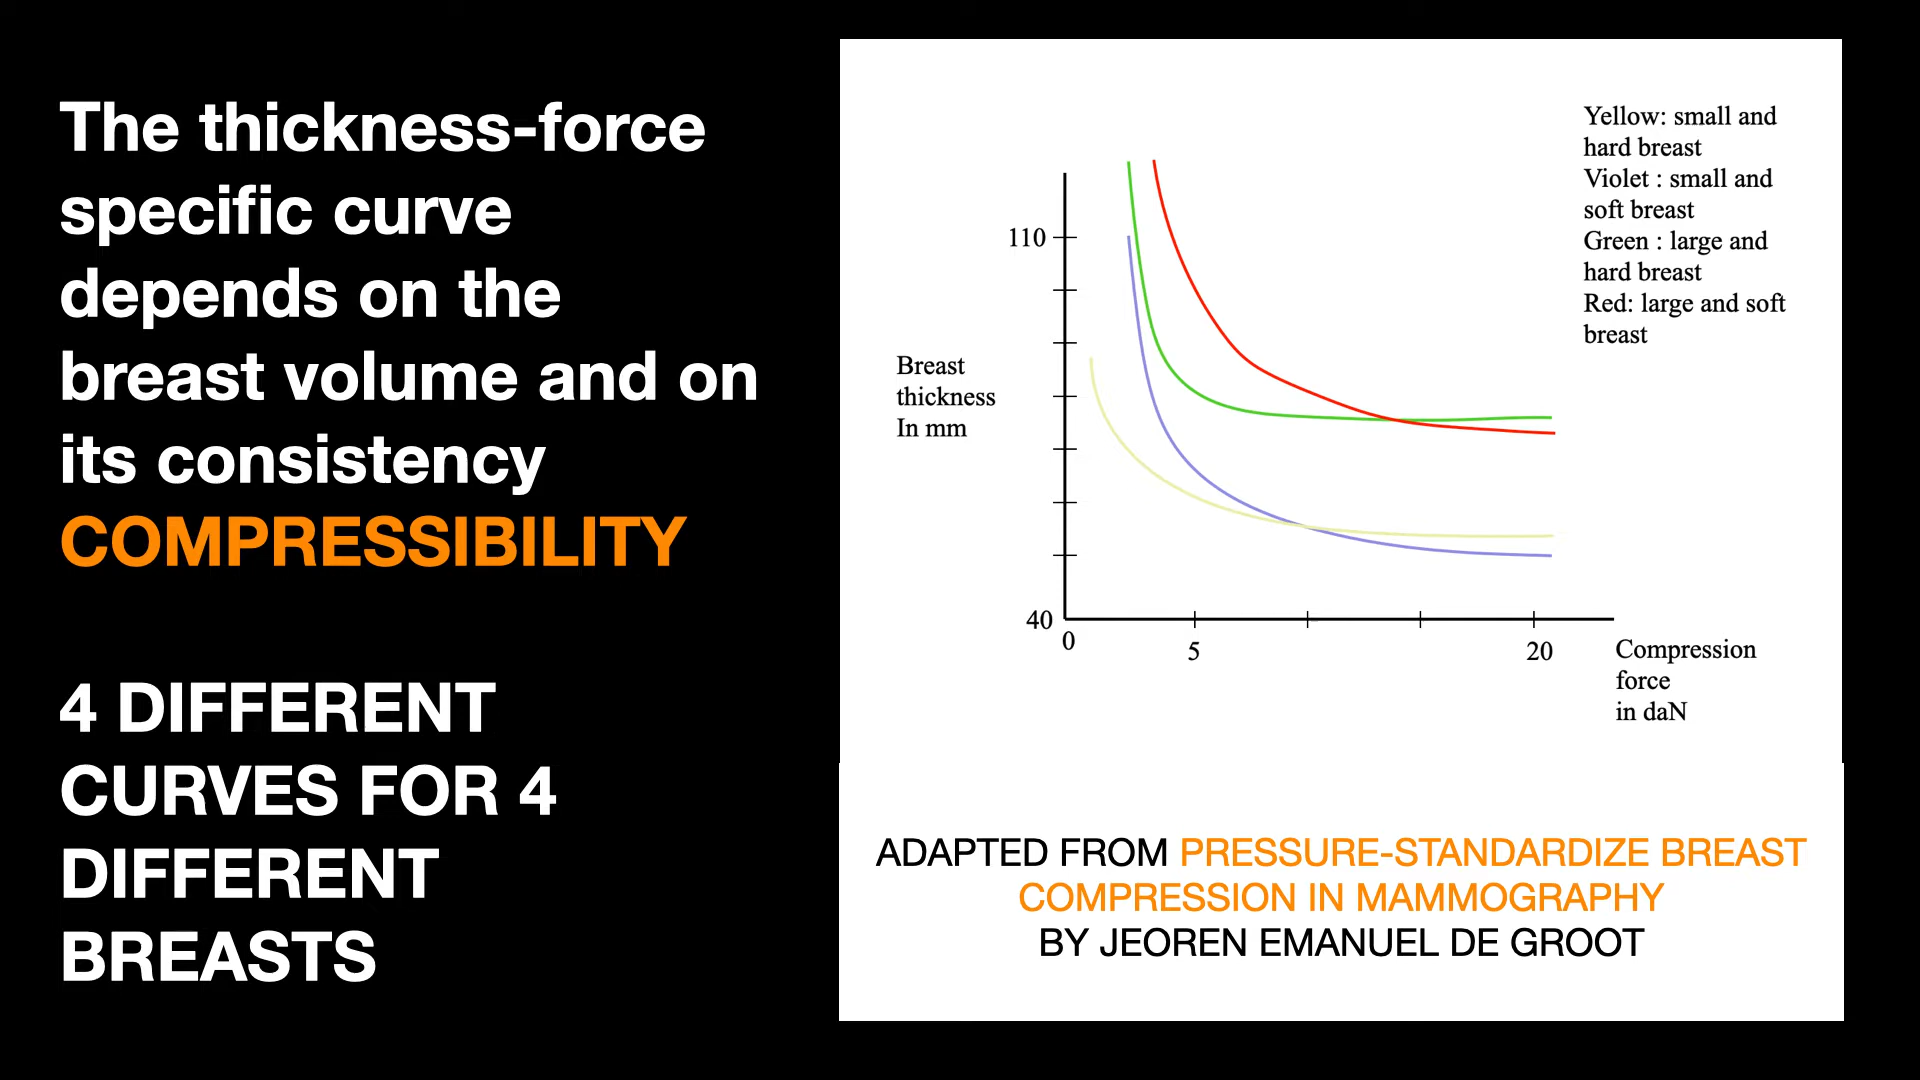 The thickness-force
specific curve
depends on the
breast volume and on
its consistency
COMPRESSIBILITY
4 DIFFERENT
CURVES FOR 4
DIFFERENT
BREASTS
Yellow: small and
hard breast
Violet : small and
soft breast
Green : large and
hard breast
Red: large and soft
breast
110
Breast
thickness
In mm
40
0
5
20
Compression
force
in daN
ADAPTED FROM PRESSURE-STANDARDIZE BREAST
COMPRESSION IN MAMMOGRAPHY
BY JEOREN EMANUEL DE GROOT